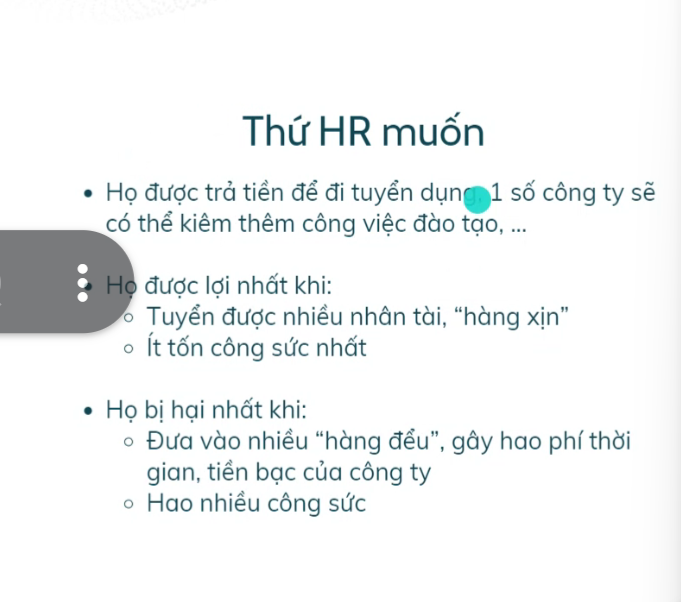 Thứ HR muốn
Họ được trả tiền để đi tuyển dụng, 1 số công ty sẽ
có thể kiêm thêm công việc đào tạo, ...
Họ được lợi nhất khi:
Tuyển được nhiều nhân tài, “hàng xịn”
Ít tốn công sức nhất
Họ bị hại nhất khi:
Đưa vào nhiều “hàng đểu”, gây hao phí thời
gian, tiền bạc của công ty
Hao nhiều công sức